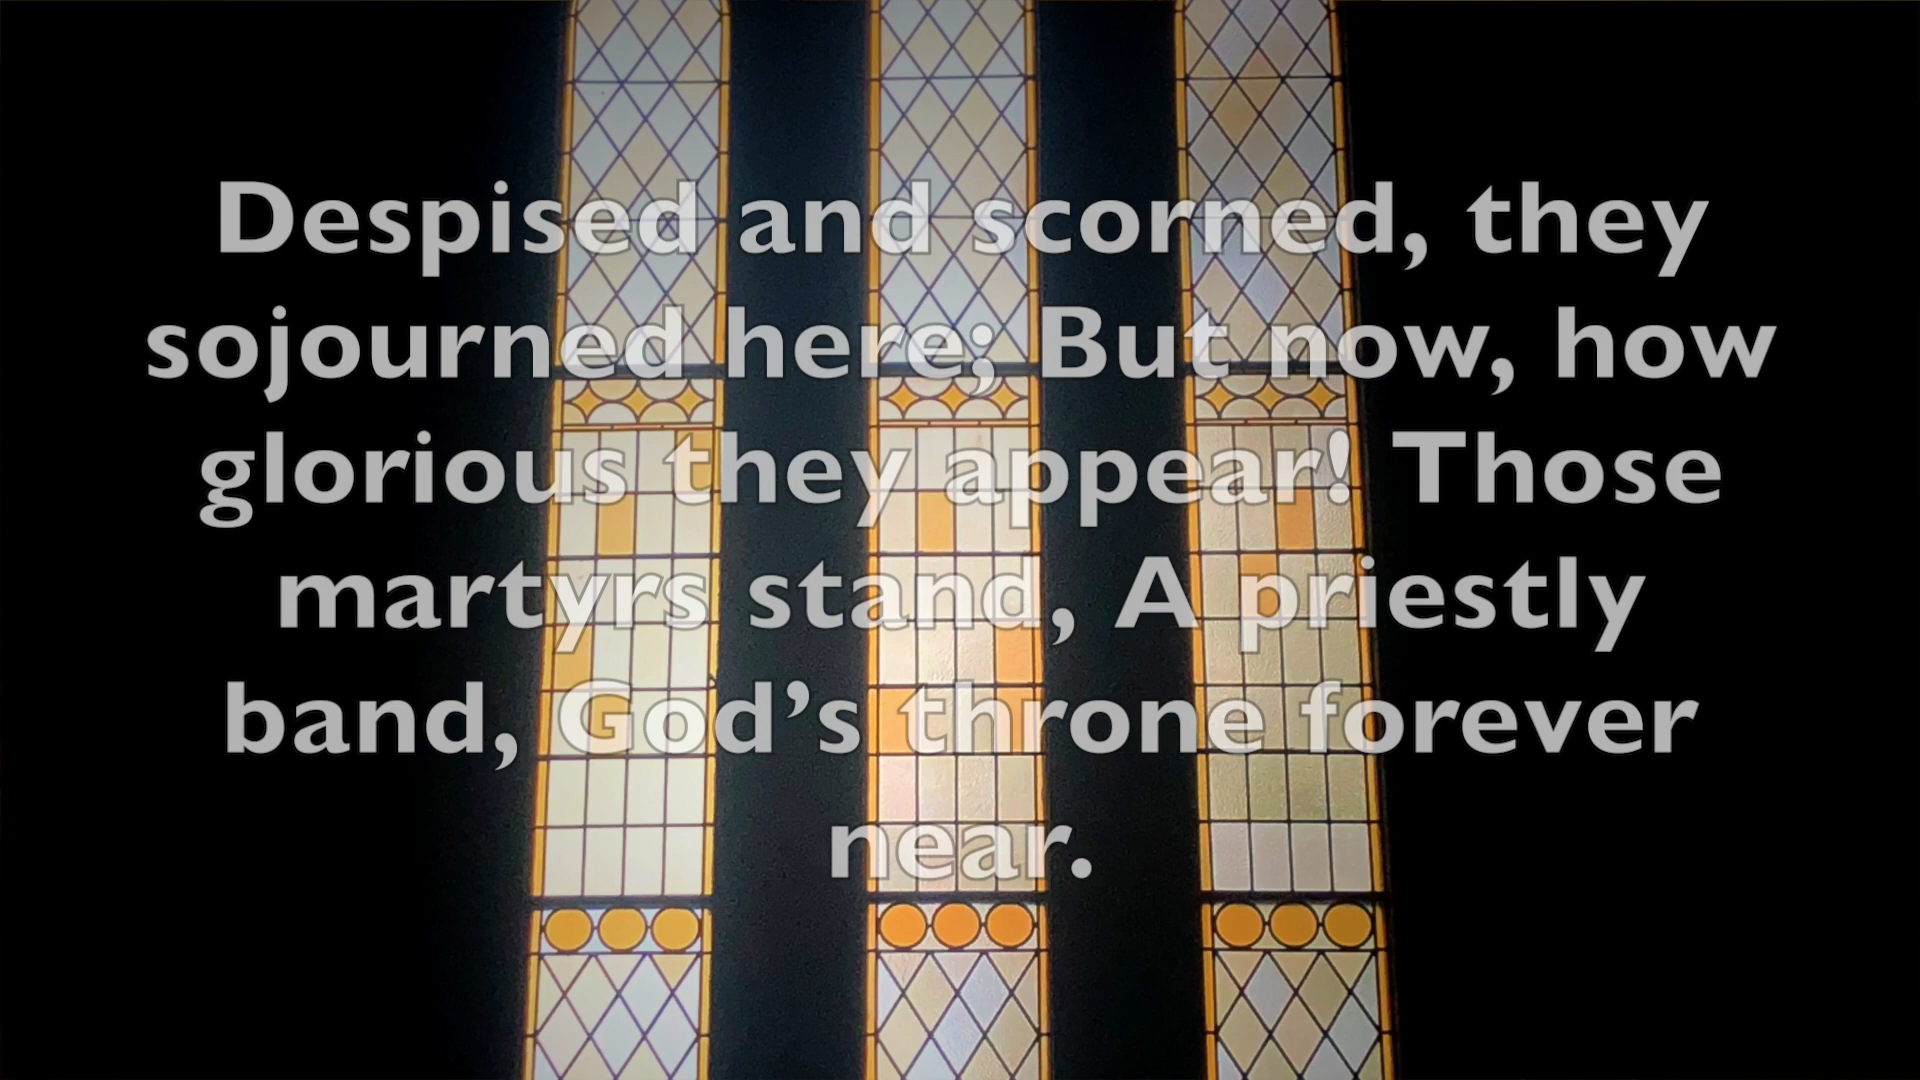 Despised and scorned, they
sojourned here; But now, how
glorious they appear! Those
martyrs stand, A priestly
band, God’s throne forever
near.